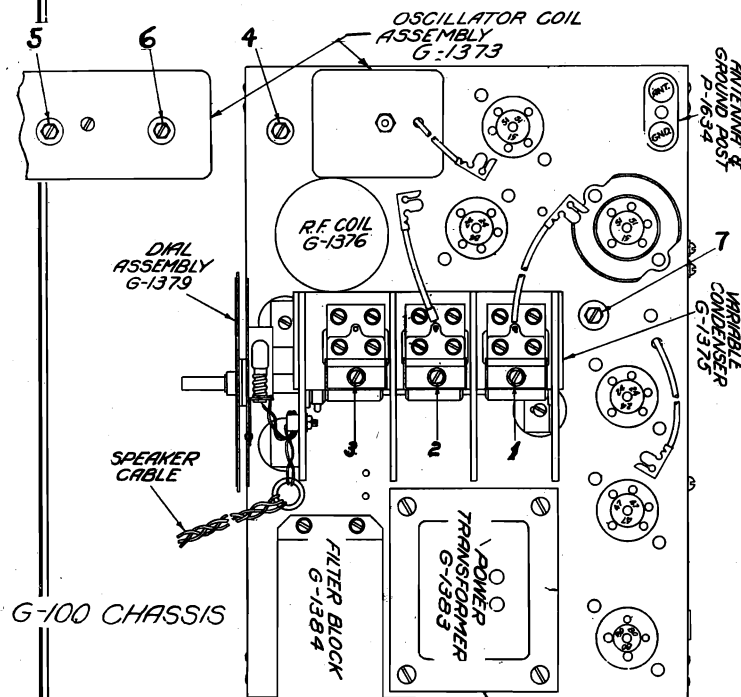 OSCILLATOR COIL
ASSEMBLY
G-1373
5
6
4
ANTENNA &
GROUND POST
P-1634
ANT.
GND
R.F. COIL
G-1376
DIAL
ASSEMBLY
G-1379
7
VARIABLE
CONDENSER
G-1375
3
2
1
SPEAKER
CABLE
FILTER BLOCK
G-1384
POWER
TRANSFORMER
G-1383
G-100 CHASSIS